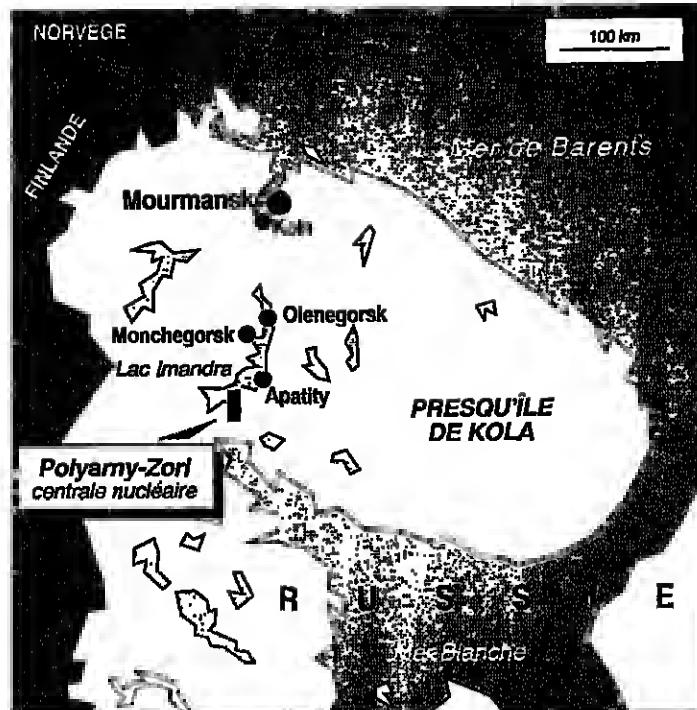 NORVEGE
100 km
FINLANDE
Mer de Barents
Mourmansk
Kola
Olenegorsk
Monchegorsk
Lac Imandra
Apatity
PRESQU'ÎLE
DE KOLA
Polyarny-Zori
centrale nucléaire
RUSSIE
Mer Blanche